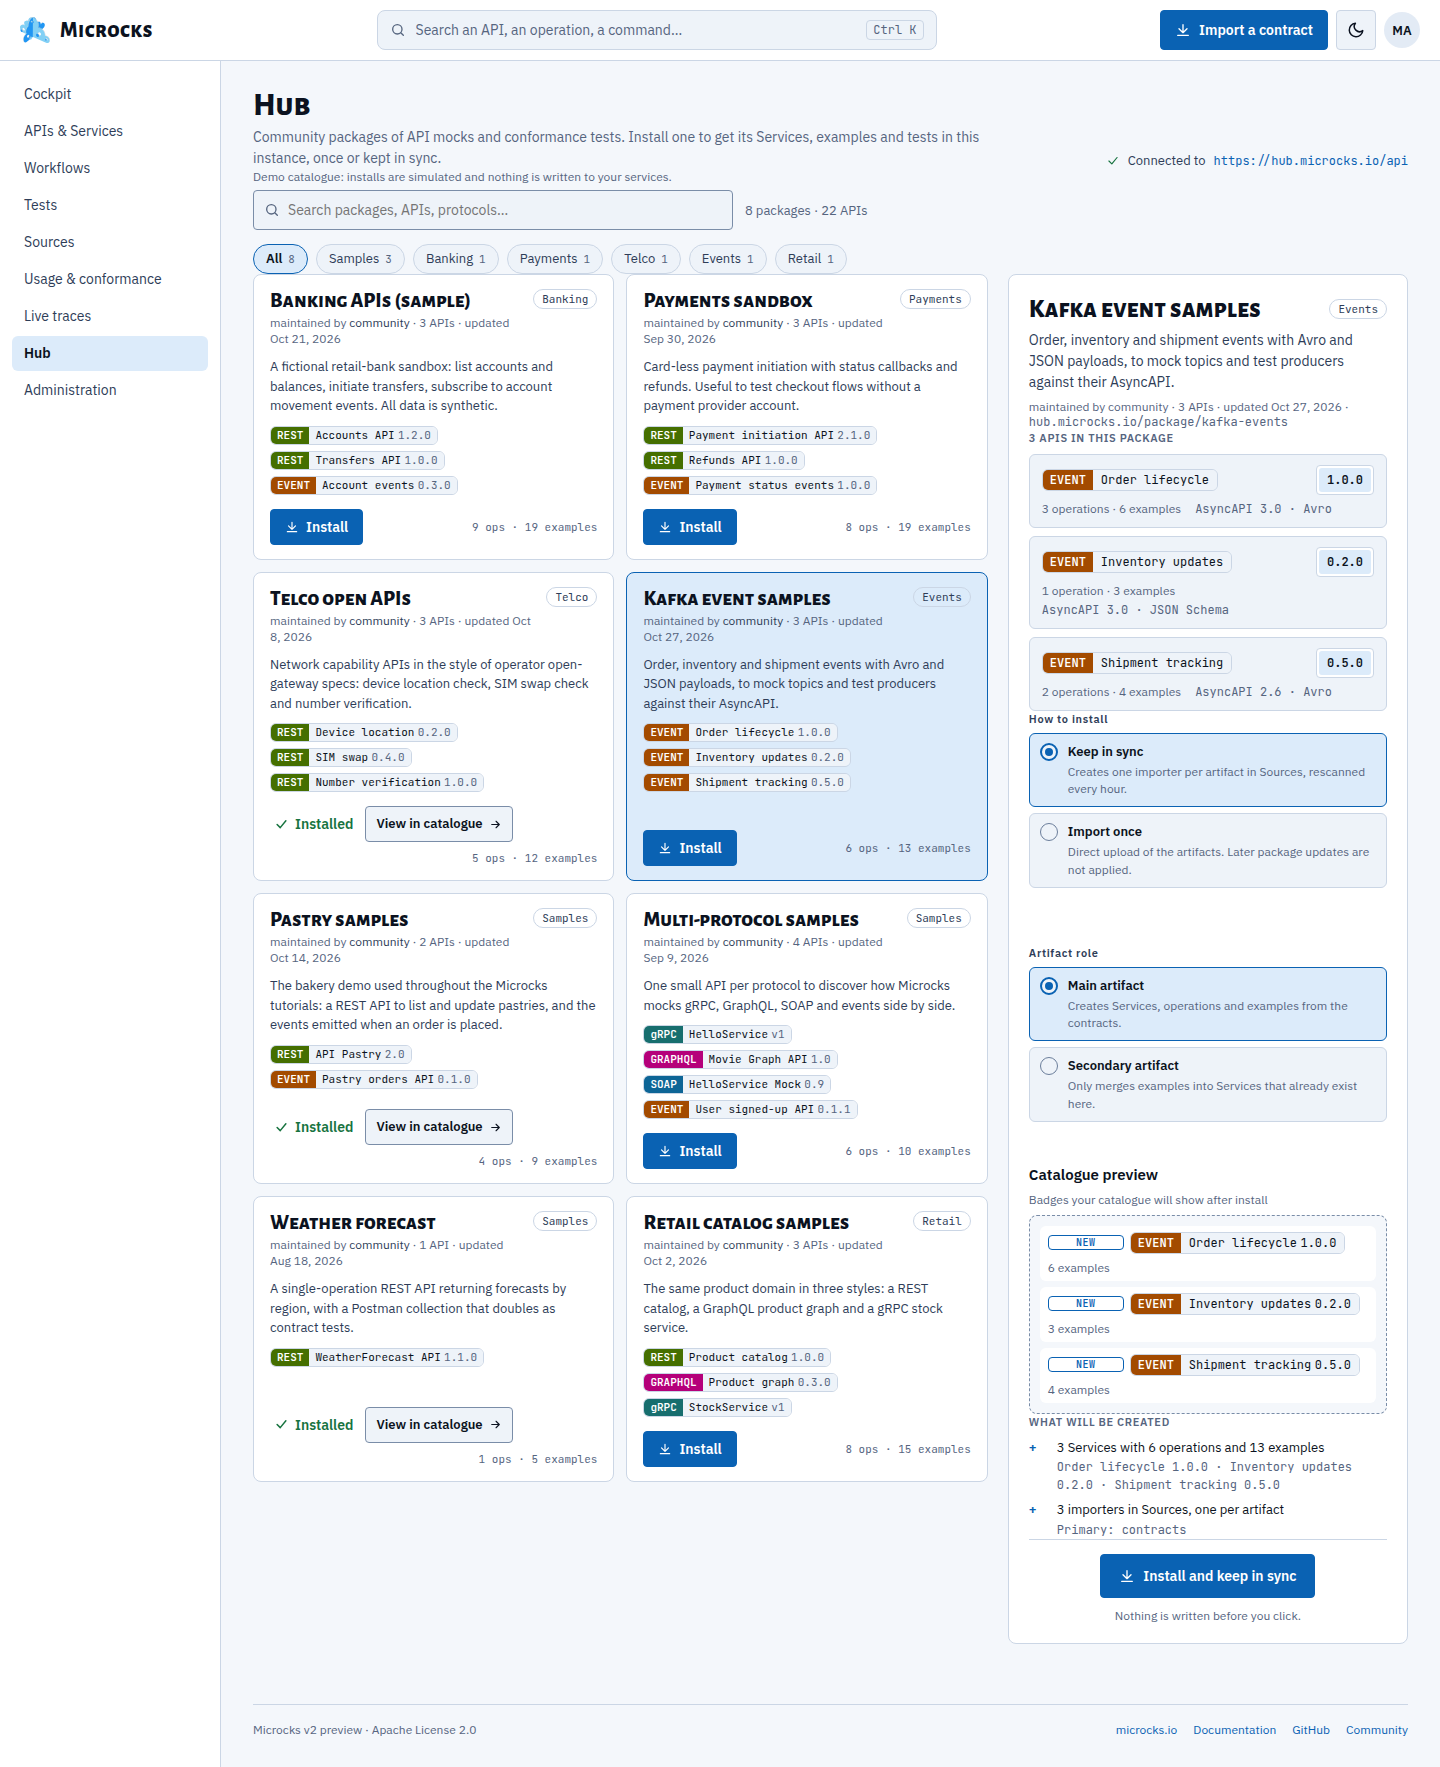 Microcks
Search an API, an operation, a command...
Ctrl K
Import a contract
MA
Cockpit
APIs & Services
Workflows
Tests
Sources
Usage & conformance
Live traces
Hub
Administration
Hub
Community packages of API mocks and conformance tests. Install one to get its Services, examples and tests in this
instance, once or kept in sync.
Demo catalogue: installs are simulated and nothing is written to your services.
Connected to https://hub.microcks.io/api
Search packages, APIs, protocols...
8 packages · 22 APIs
All 8
Samples 3
Banking 1
Payments 1
Telco 1
Events 1
Retail 1
Banking APIs (sample)
Banking
maintained by community · 3 APIs · updated
Oct 21, 2026
A fictional retail-bank sandbox: list accounts and
balances, initiate transfers, subscribe to account
movement events. All data is synthetic.
REST Accounts API 1.2.0
REST Transfers API 1.0.0
EVENT Account events 0.3.0
Install
9 ops · 19 examples
Payments sandbox
Payments
maintained by community · 3 APIs · updated
Sep 30, 2026
Card-less payment initiation with status callbacks and
refunds. Useful to test checkout flows without a
payment provider account.
REST Payment initiation API 2.1.0
REST Refunds API 1.0.0
EVENT Payment status events 1.0.0
Install
8 ops · 19 examples
Telco open APIs
Telco
maintained by community · 3 APIs · updated Oct
8, 2026
Network capability APIs in the style of operator open-
gateway specs: device location check, SIM swap check
and number verification.
REST Device location 0.2.0
REST SIM swap 0.4.0
REST Number verification 1.0.0
Installed
View in catalogue →
5 ops · 12 examples
Kafka event samples
Events
maintained by community · 3 APIs · updated
Oct 27, 2026
Order, inventory and shipment events with Avro and
JSON payloads, to mock topics and test producers
against their AsyncAPI.
EVENT Order lifecycle 1.0.0
EVENT Inventory updates 0.2.0
EVENT Shipment tracking 0.5.0
Install
6 ops · 13 examples
Pastry samples
Samples
maintained by community · 2 APIs · updated
Oct 14, 2026
The bakery demo used throughout the Microcks
tutorials: a REST API to list and update pastries, and the
events emitted when an order is placed.
REST API Pastry 2.0
EVENT Pastry orders API 0.1.0
Installed
View in catalogue →
4 ops · 9 examples
Multi-protocol samples
Samples
maintained by community · 4 APIs · updated
Sep 9, 2026
One small API per protocol to discover how Microcks
mocks gRPC, GraphQL, SOAP and events side by side.
gRPC HelloService v1
GRAPHQL Movie Graph API 1.0
SOAP HelloService Mock 0.9
EVENT User signed-up API 0.1.1
Install
6 ops · 10 examples
Weather forecast
Samples
maintained by community · 1 API · updated
Aug 18, 2026
A single-operation REST API returning forecasts by
region, with a Postman collection that doubles as
contract tests.
REST WeatherForecast API 1.1.0
Installed
View in catalogue →
1 ops · 5 examples
Retail catalog samples
Retail
maintained by community · 3 APIs · updated
Oct 2, 2026
The same product domain in three styles: a REST
catalog, a GraphQL product graph and a gRPC stock
service.
REST Product catalog 1.0.0
GRAPHQL Product graph 0.3.0
gRPC StockService v1
Install
8 ops · 15 examples
Kafka event samples
Events
Order, inventory and shipment events with Avro and
JSON payloads, to mock topics and test producers
against their AsyncAPI.
maintained by community · 3 APIs · updated Oct 27, 2026 ·
hub.microcks.io/package/kafka-events
3 APIS IN THIS PACKAGE
EVENT Order lifecycle
1.0.0
3 operations · 6 examples AsyncAPI 3.0 · Avro
EVENT Inventory updates
0.2.0
1 operation · 3 examples
AsyncAPI 3.0 · JSON Schema
EVENT Shipment tracking
0.5.0
2 operations · 4 examples AsyncAPI 2.6 · Avro
How to install
Keep in sync
Creates one importer per artifact in Sources, rescanned
every hour.
Import once
Direct upload of the artifacts. Later package updates are
not applied.
Artifact role
Main artifact
Creates Services, operations and examples from the
contracts.
Secondary artifact
Only merges examples into Services that already exist
here.
Catalogue preview
Badges your catalogue will show after install
NEW EVENT Order lifecycle 1.0.0
6 examples
NEW EVENT Inventory updates 0.2.0
3 examples
NEW EVENT Shipment tracking 0.5.0
4 examples
WHAT WILL BE CREATED
+ 3 Services with 6 operations and 13 examples
Order lifecycle 1.0.0 · Inventory updates
0.2.0 · Shipment tracking 0.5.0
+ 3 importers in Sources, one per artifact
Primary: contracts
Install and keep in sync
Nothing is written before you click.
Microcks v2 preview · Apache License 2.0
microcks.io
Documentation
GitHub
Community